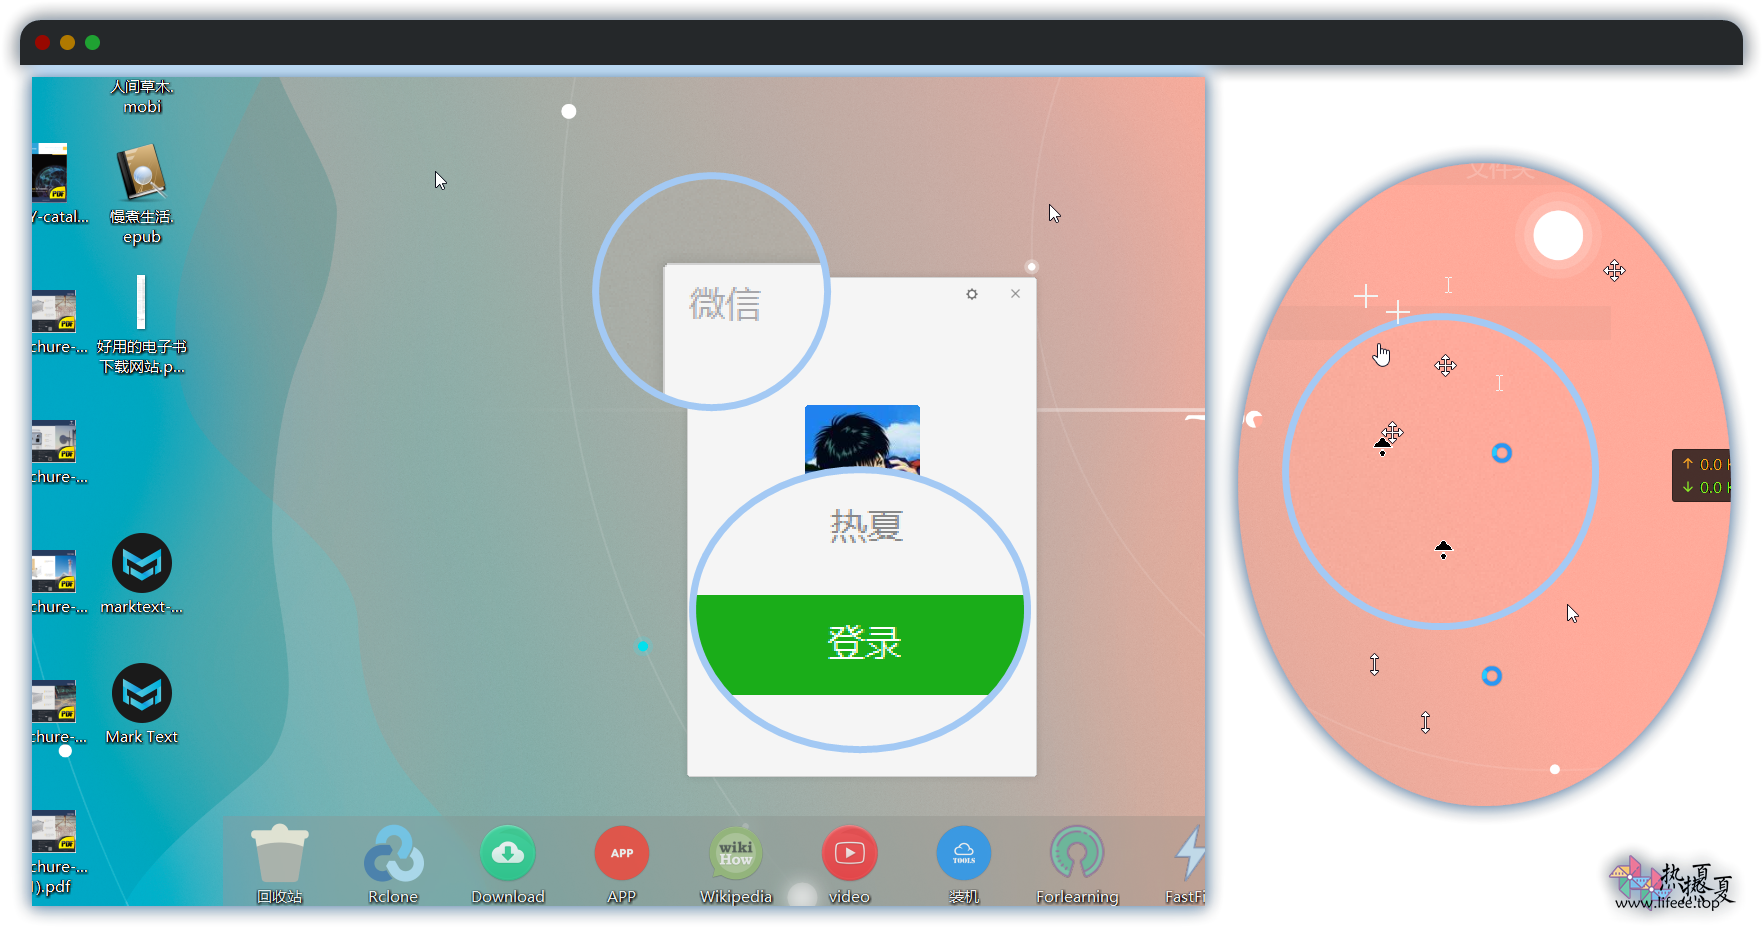 人间草木.
mobi
Y-catal...
慢煮生活.
epub
chure-...
好用的电子书
下载网站.p...
chure-...
chure-...
marktext-...
chure-...
Mark Text
chure-...
l).pdf
微信
热夏
登录
回收站
Rclone
Download
APP
APP
wiki
How
Wikipedia
video
TOOLS
装机
Forlearning
FastFi
文件夹
↑ 0.0 K
↓ 0.0 K
热夏
撼夏
www.lifeee.top